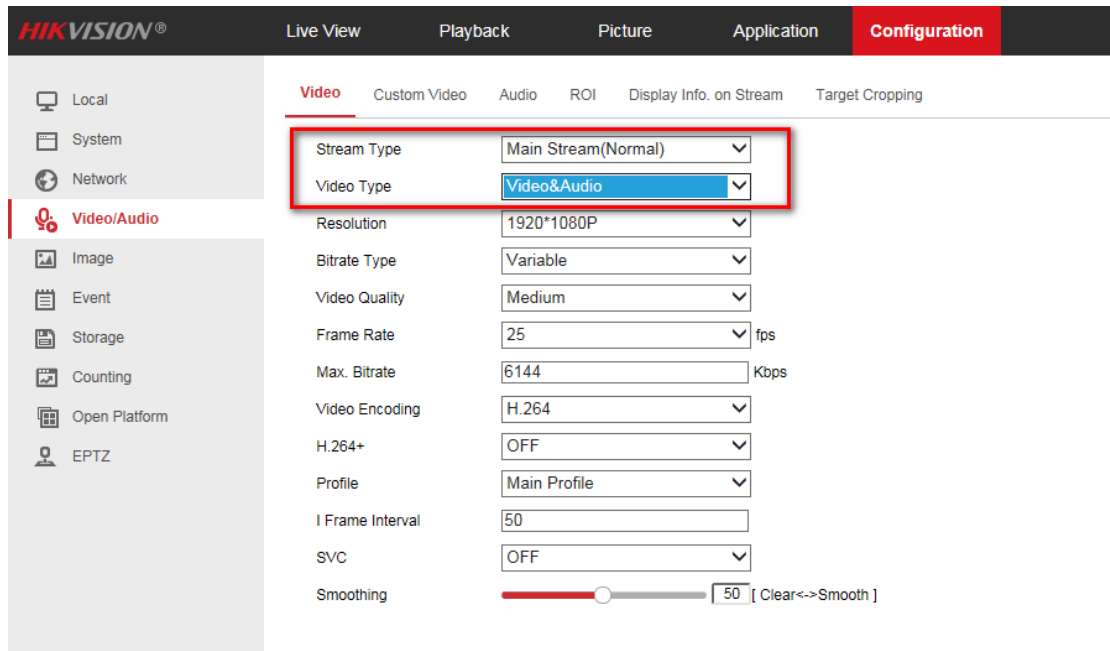 HIKVISION®
Live View Playback Picture Application Configuration
Local
System
Network
Video/Audio
Image
Event
Storage
Counting
Open Platform
EPTZ
Video Custom Video Audio ROI Display Info. on Stream Target Cropping
Stream Type Main Stream(Normal)
Video Type Video&Audio
Resolution 1920*1080P
Bitrate Type Variable
Video Quality Medium
Frame Rate 25 fps
Max. Bitrate 6144 Kbps
Video Encoding H.264
H.264+ OFF
Profile Main Profile
I Frame Interval 50
SVC OFF
Smoothing 50 [ Clear<->Smooth ]